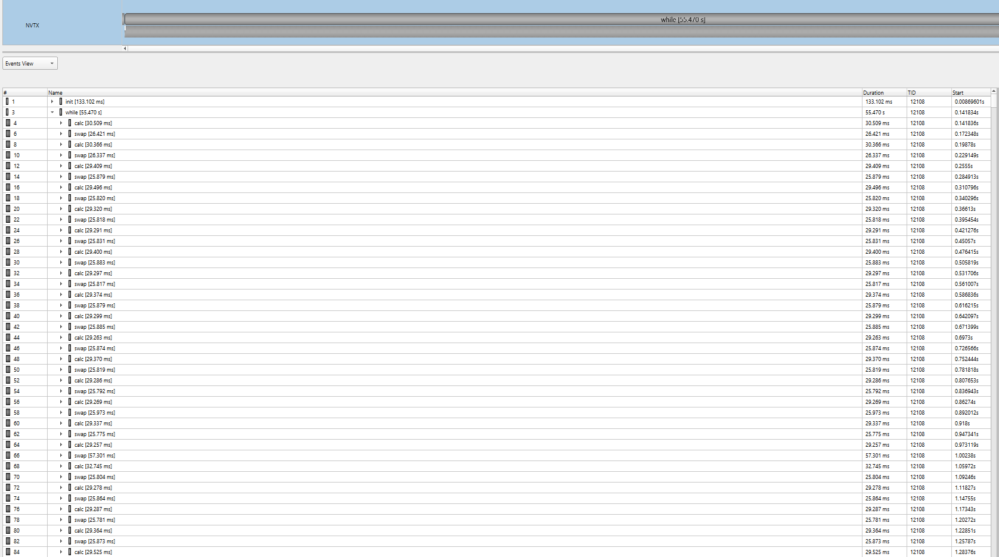 NVTX
while [55.470 s]
Events View
# Name Duration TID Start
1 init [133.102 ms] 133.102 ms 12108 0.00869601s
3 while [55.470 s] 55.470 s 12108 0.141834s
4 calc [30.509 ms] 30.509 ms 12108 0.141836s
6 swap [26.421 ms] 26.421 ms 12108 0.172348s
8 calc [30.366 ms] 30.366 ms 12108 0.19878s
10 swap [26.337 ms] 26.337 ms 12108 0.229149s
12 calc [29.409 ms] 29.409 ms 12108 0.2555s
14 swap [25.879 ms] 25.879 ms 12108 0.284913s
16 calc [29.496 ms] 29.496 ms 12108 0.310796s
18 swap [25.820 ms] 25.820 ms 12108 0.340296s
20 calc [29.320 ms] 29.320 ms 12108 0.36613s
22 swap [25.818 ms] 25.818 ms 12108 0.395454s
24 calc [29.291 ms] 29.291 ms 12108 0.421276s
26 swap [25.831 ms] 25.831 ms 12108 0.45057s
28 calc [29.400 ms] 29.400 ms 12108 0.476415s
30 swap [25.883 ms] 25.883 ms 12108 0.505819s
32 calc [29.297 ms] 29.297 ms 12108 0.531706s
34 swap [25.817 ms] 25.817 ms 12108 0.561007s
36 calc [29.374 ms] 29.374 ms 12108 0.586836s
38 swap [25.879 ms] 25.879 ms 12108 0.616215s
40 calc [29.299 ms] 29.299 ms 12108 0.642097s
42 swap [25.885 ms] 25.885 ms 12108 0.671399s
44 calc [29.263 ms] 29.263 ms 12108 0.6973s
46 swap [25.874 ms] 25.874 ms 12108 0.726566s
48 calc [29.370 ms] 29.370 ms 12108 0.752444s
50 swap [25.819 ms] 25.819 ms 12108 0.781818s
52 calc [29.286 ms] 29.286 ms 12108 0.807653s
54 swap [25.792 ms] 25.792 ms 12108 0.836943s
56 calc [29.269 ms] 29.269 ms 12108 0.86274s
58 swap [25.973 ms] 25.973 ms 12108 0.892012s
60 calc [29.337 ms] 29.337 ms 12108 0.918s
62 swap [25.775 ms] 25.775 ms 12108 0.947341s
64 calc [29.257 ms] 29.257 ms 12108 0.973119s
66 swap [57.301 ms] 57.301 ms 12108 1.00238s
68 calc [32.745 ms] 32.745 ms 12108 1.05972s
70 swap [25.804 ms] 25.804 ms 12108 1.09246s
72 calc [29.278 ms] 29.278 ms 12108 1.11827s
74 swap [25.864 ms] 25.864 ms 12108 1.14755s
76 calc [29.287 ms] 29.287 ms 12108 1.17343s
78 swap [25.781 ms] 25.781 ms 12108 1.20272s
80 calc [29.364 ms] 29.364 ms 12108 1.22851s
82 swap [25.873 ms] 25.873 ms 12108 1.25787s
84 calc [29.525 ms] 29.525 ms 12108 1.28376s